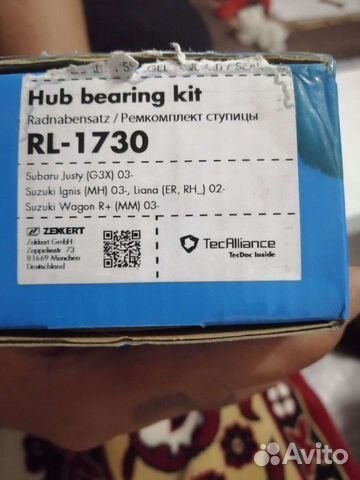 Hub bearing kit
Radnabensatz / Ремкомплект ступицы
RL-1730
Subaru Justy (G3X) 03-
Suzuki Ignis (MH) 03-, Liana (ER, RH_) 02-
Suzuki Wagon R+ (MM) 03-
ZEKKERT
Zekkert GmbH
Zeppelinstr. 73
81669 München
Deutschland
TecAlliance
TecDoc Inside
Avito